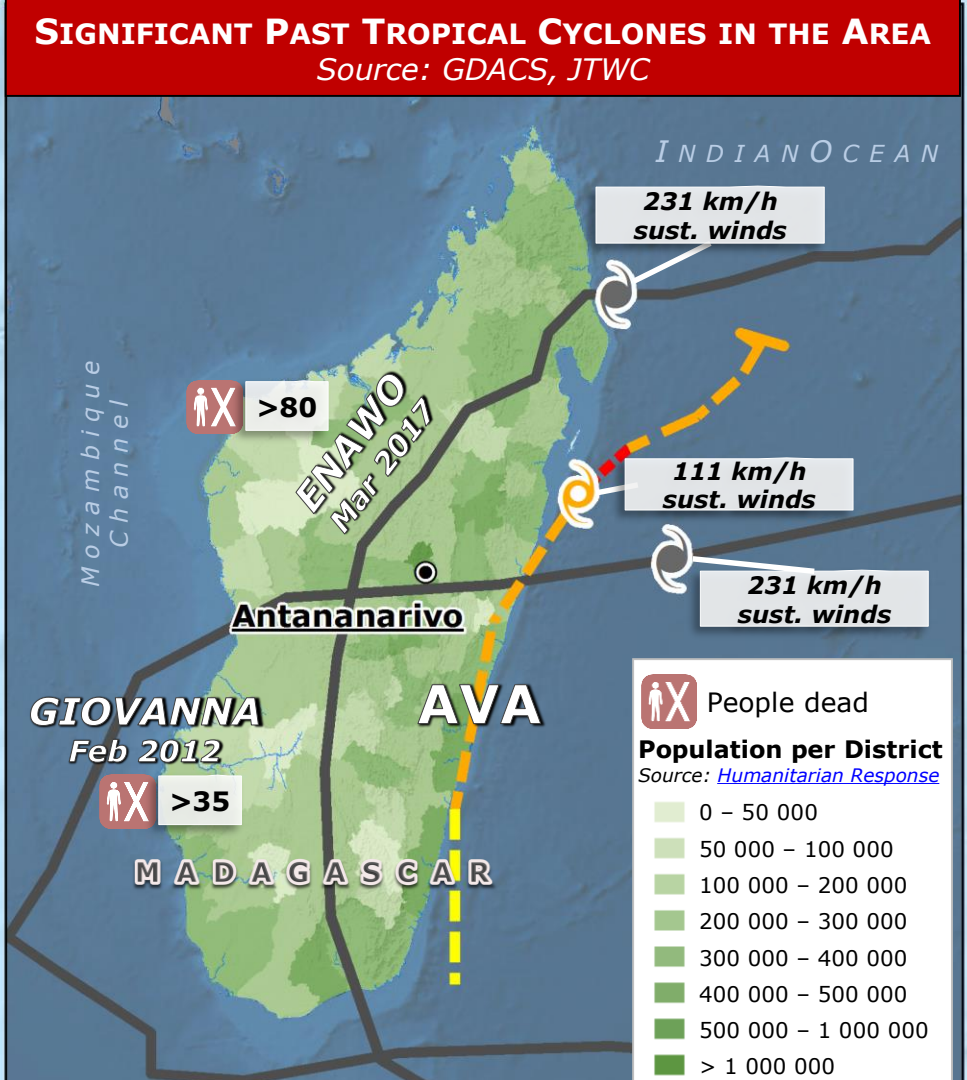 SIGNIFICANT PAST TROPICAL CYCLONES IN THE AREA
Source: GDACS, JTWC
INDIAN OCEAN
231 km/h
sust. winds
Mozambique
Channel
>80
ENAWO
Mar 2017
111 km/h
sust. winds
231 km/h
sust. winds
Antananarivo
AVA
GIOVANNA
Feb 2012
>35
MADAGASCAR
People dead
Population per District
Source: Humanitarian Response
0 – 50 000
50 000 – 100 000
100 000 – 200 000
200 000 – 300 000
300 000 – 400 000
400 000 – 500 000
500 000 – 1 000 000
> 1 000 000